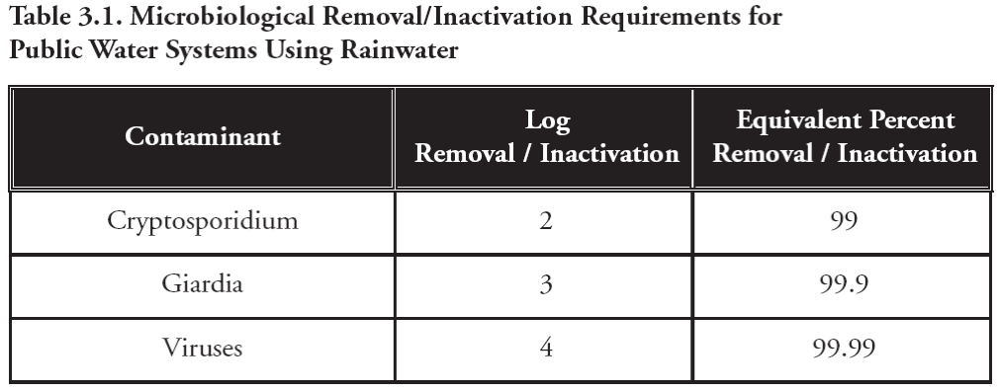 Table 3.1. Microbiological Removal/Inactivation Requirements for
Public Water Systems Using Rainwater
Contaminant
Log
Removal / Inactivation
Equivalent Percent
Removal / Inactivation
Cryptosporidium 2 99
Giardia 3 99.9
Viruses 4 99.99